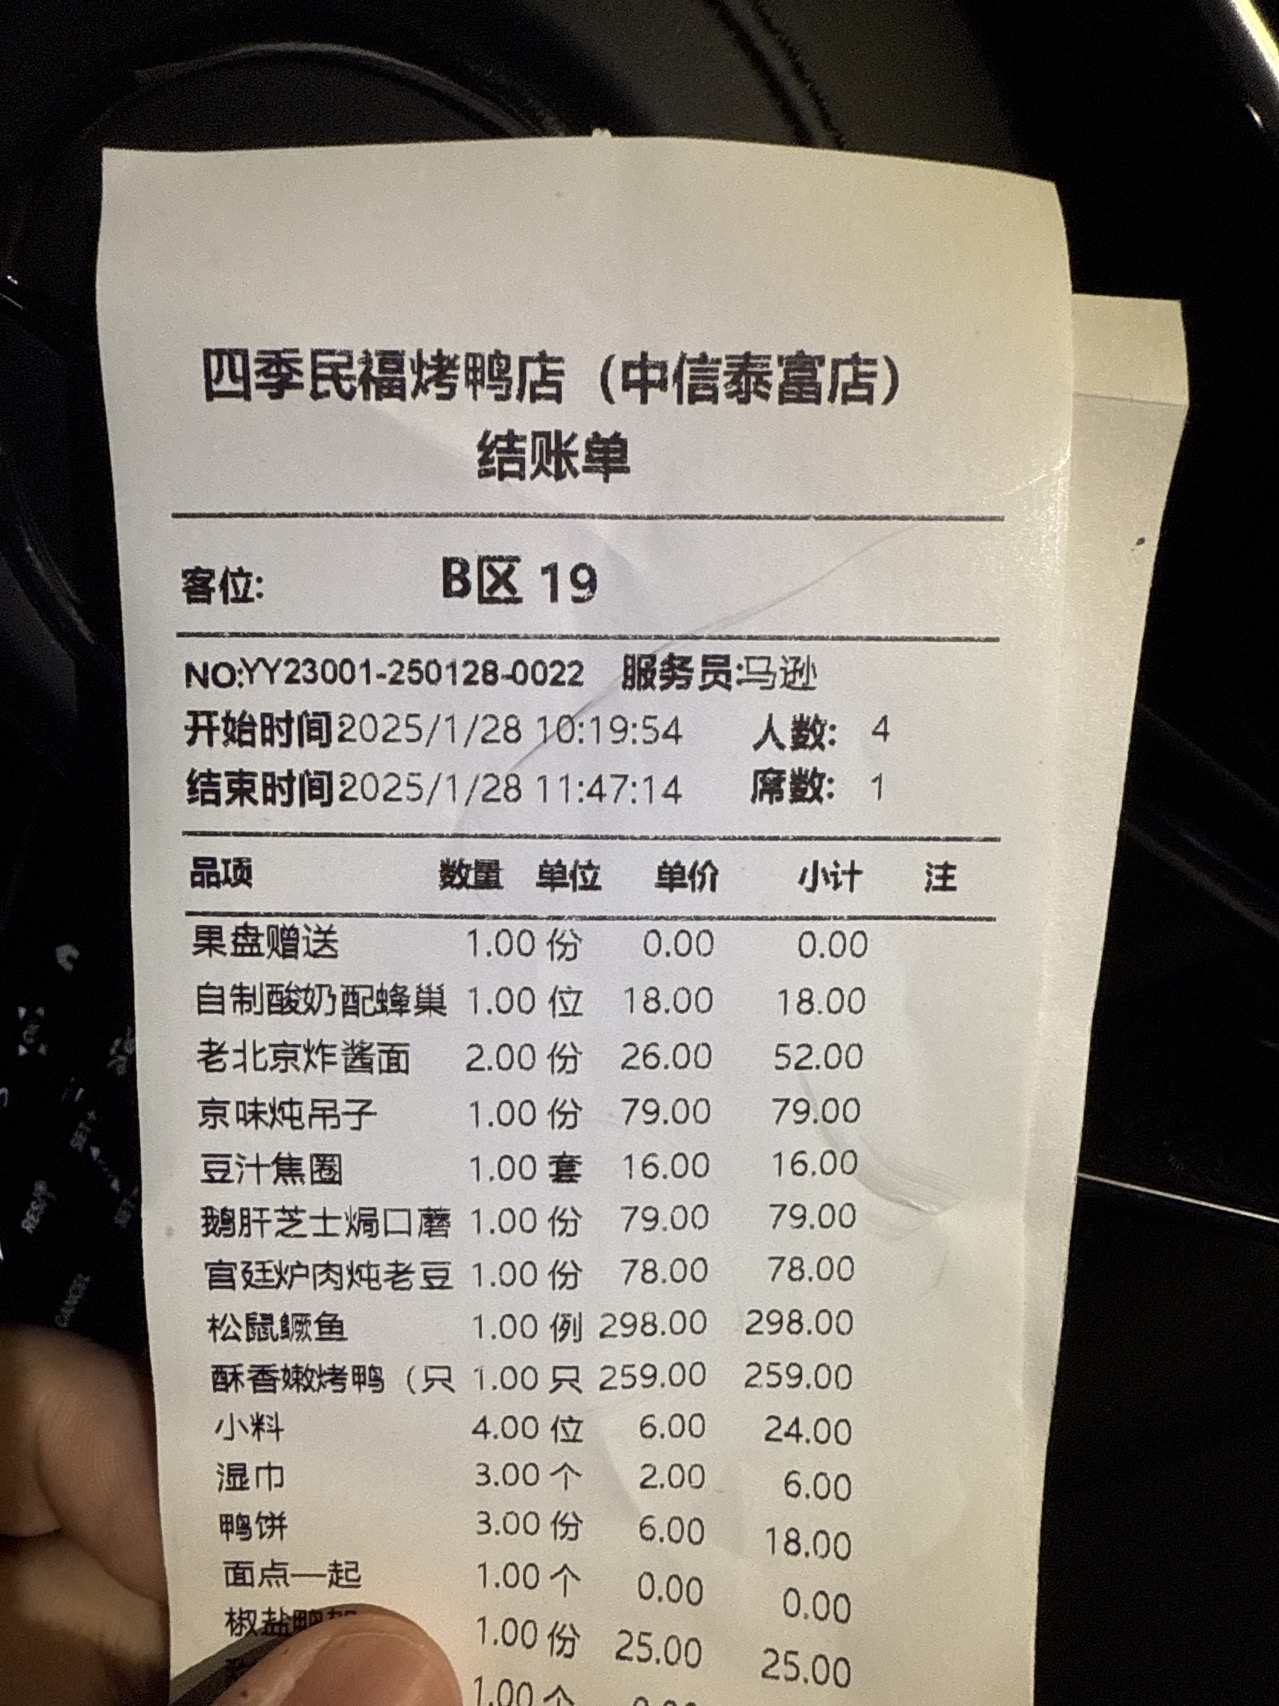 四季民福烤鸭店（中信泰富店）
结账单
客位: B区 19
NO:YY23001-250128-0022 服务员:马逊
开始时间2025/1/28 10:19:54 人数: 4
结束时间2025/1/28 11:47:14 席数: 1
品项 数量 单位 单价 小计 注
果盘赠送 1.00 份 0.00 0.00
自制酸奶配蜂巢 1.00 位 18.00 18.00
老北京炸酱面 2.00 份 26.00 52.00
京味炖吊子 1.00 份 79.00 79.00
豆汁焦圈 1.00 套 16.00 16.00
鹅肝芝士焗口蘑 1.00 份 79.00 79.00
宫廷炉肉炖老豆 1.00 份 78.00 78.00
松鼠鳜鱼 1.00 例 298.00 298.00
酥香嫩烤鸭（只 1.00 只 259.00 259.00
小料 4.00 位 6.00 24.00
湿巾 3.00 个 2.00 6.00
鸭饼 3.00 份 6.00 18.00
面点一起 1.00 个 0.00 0.00
椒盐鸭架 1.00 份 25.00 25.00
1.00 个
RES
SET+
SET
CANCEL